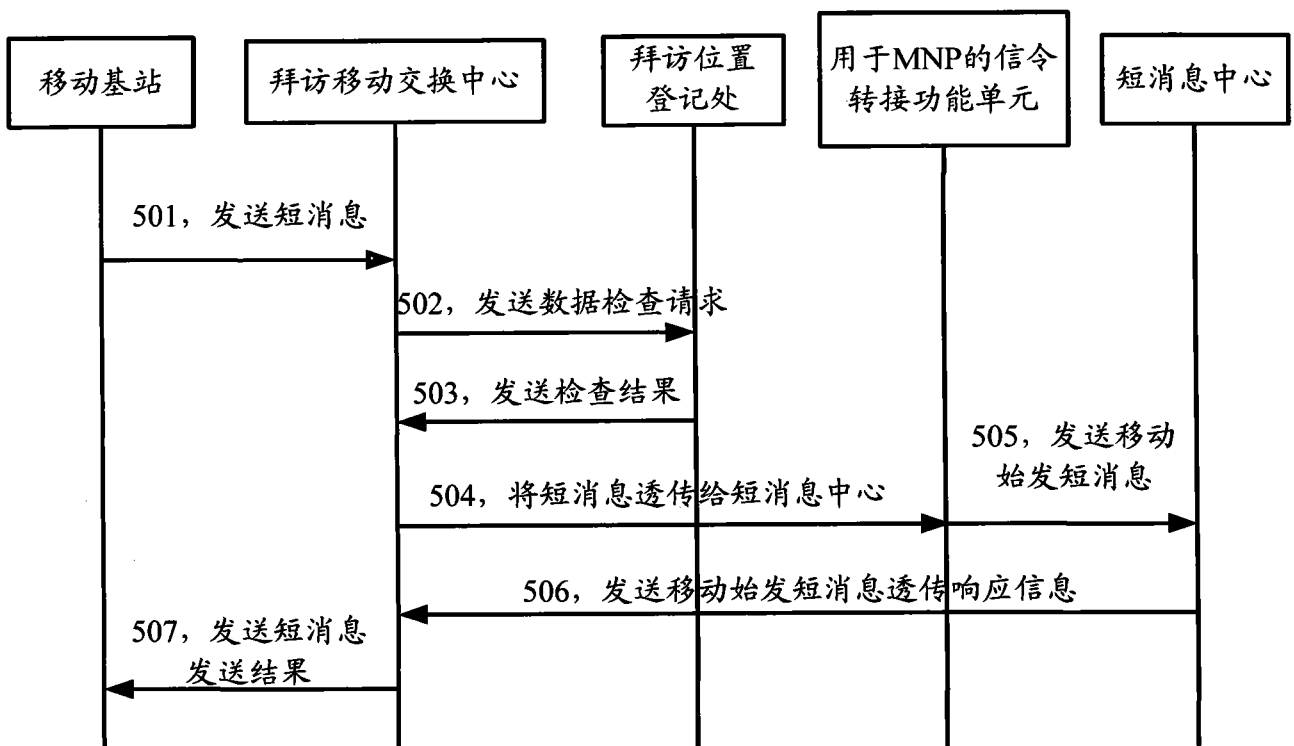 移动基站
拜访移动交换中心
拜访位置
登记处
用于MNP的信令
转接功能单元
短消息中心
501，发送短消息
502，发送数据检查请求
503，发送检查结果
505，发送移动
始发短消息
504，将短消息透传给短消息中心
506，发送移动始发短消息透传响应信息
507，发送短消息
发送结果